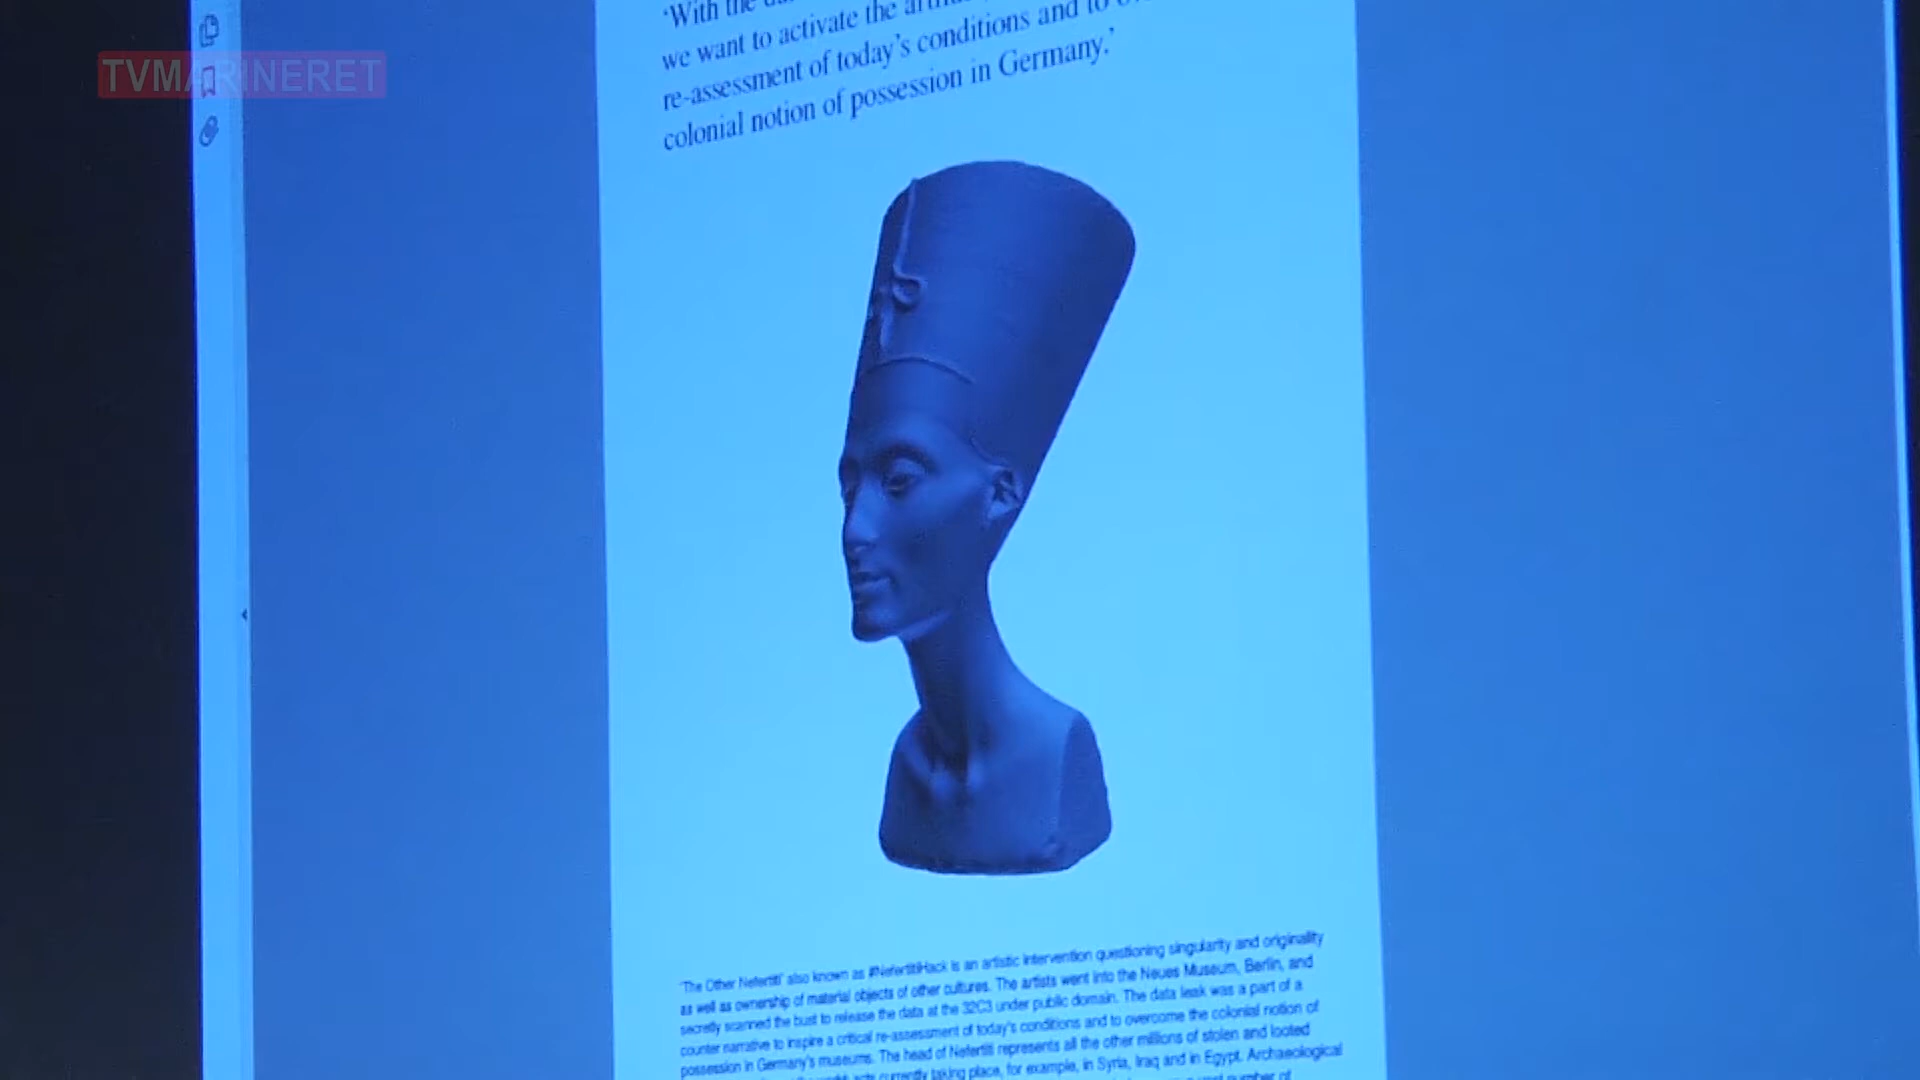 TVMARINERET
'With the
we want to activate the
re-assessment of today's conditions and to
colonial notion of possession in Germany.'
'The Other Nefertiti' also known as #NefertitiHack is an artistic intervention questioning singularity and originality
as well as ownership of material objects of other cultures. The artists went into the Neues Museum, Berlin, and
secretly scanned the bust to release the data at the 32C3 under public domain. The data leak was a part of a
counter narrative to inspire a critical re-assessment of today's conditions and to overcome the colonial notion of
possession in Germany's museums. The head of Nefertiti represents all the other millions of stolen and looted
currently taking place, for example, in Syria, Iraq and in Egypt. Archaeological
number of